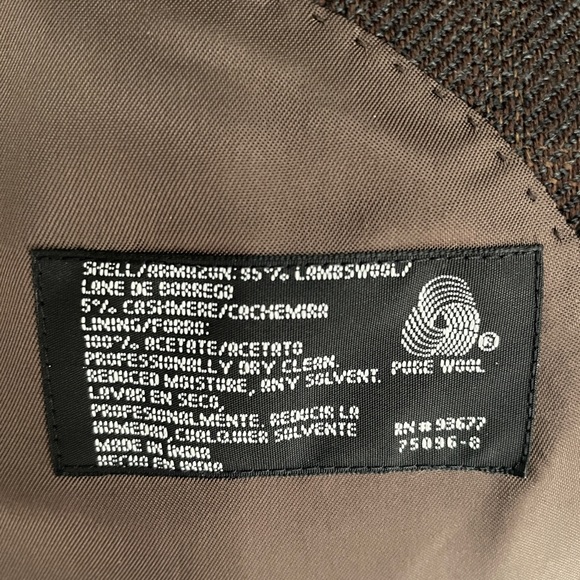 SHELL/ARMAZON: 95% LAMBSWOOL/
LANE DE BORREGO
5% CASHMERE/CACHEMIRA
LINING/FORRO:
100% ACETATE/ACETATO
PROFESSIONALLY DRY CLEAN.
REDUCED MOISTURE, ANY SOLVENT.
LAVAR EN SECO,
PROFESIONALMENTE. REDUCIR LA
HUMEDAD, CUALQUIER SOLVENTE
MADE IN INDIA
HECHO EN INDIA
®
PURE WOOL
RN # 93677
75096-8